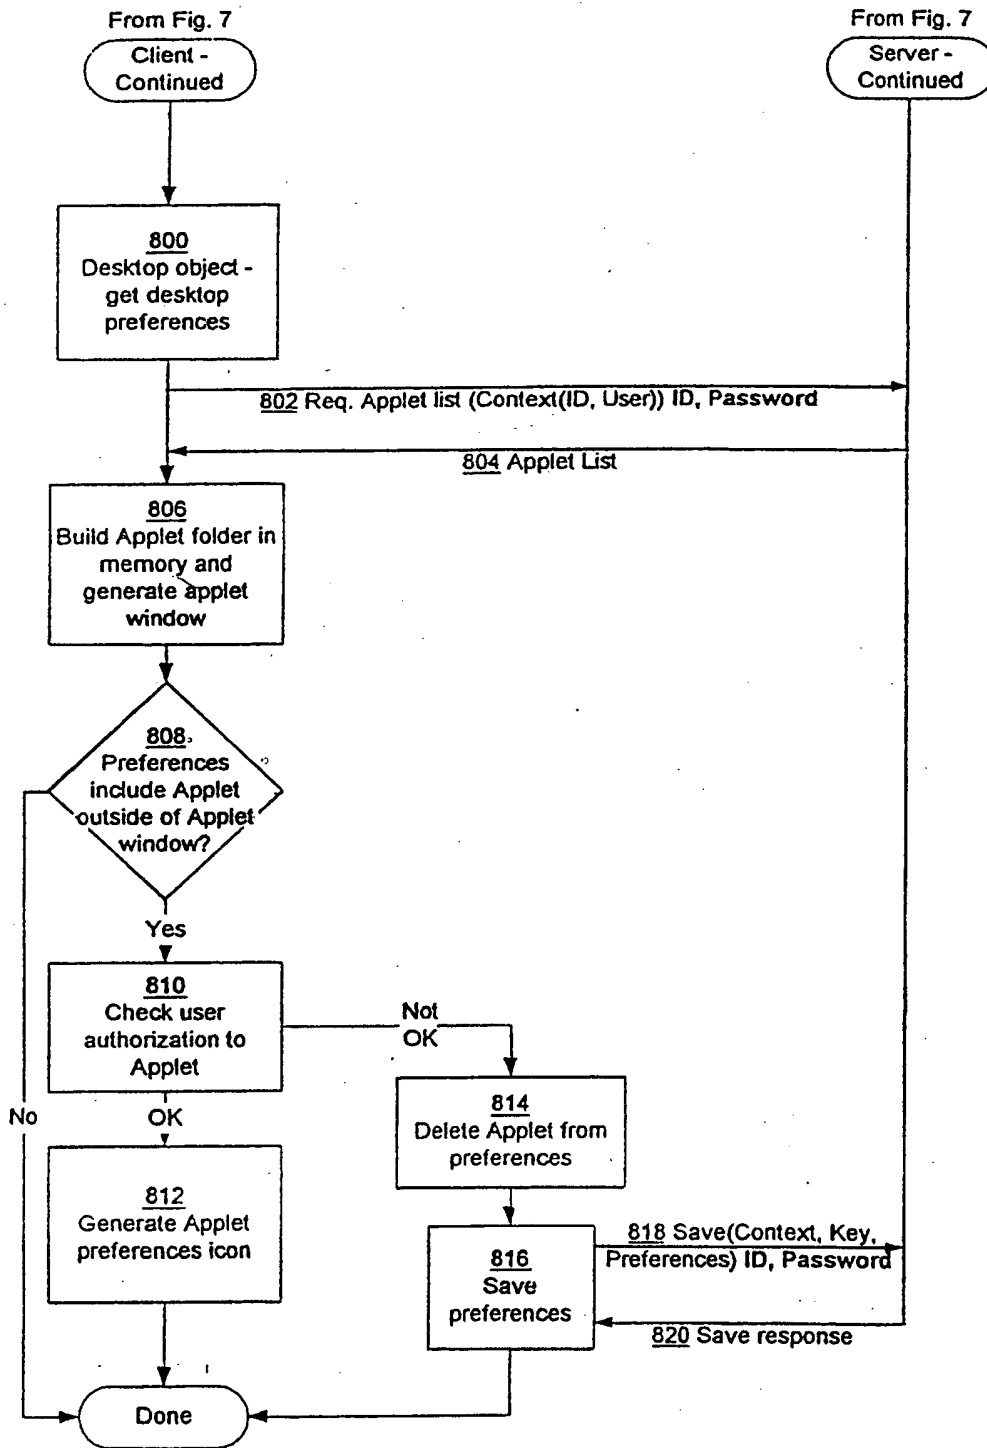 From Fig. 7
Client -
Continued
From Fig. 7
Server -
Continued
800
Desktop object -
get desktop
preferences
802 Req. Applet list (Context(ID, User)) ID, Password
804 Applet List
806
Build Applet folder in
memory and
generate applet
window
808
Preferences
include Applet
outside of Applet
window?
Yes
No
810
Check user
authorization to
Applet
Not
OK
OK
812
Generate Applet
preferences icon
814
Delete Applet from
preferences
816
Save
preferences
818 Save(Context, Key,
Preferences) ID, Password
820 Save response
Done